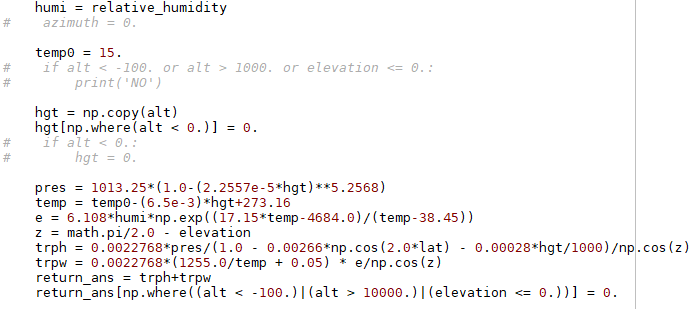 humi = relative_humidity
#    azimuth = 0.
temp0 = 15.
#    if alt < -100. or alt > 1000. or elevation <= 0.:
#        print('NO')
hgt = np.copy(alt)
hgt[np.where(alt < 0.)] = 0.
#    if alt < 0.:
#        hgt = 0.
pres = 1013.25*(1.0-(2.2557e-5*hgt)**5.2568)
temp = temp0-(6.5e-3)*hgt+273.16
e = 6.108*humi*np.exp((17.15*temp-4684.0)/(temp-38.45))
z = math.pi/2.0 - elevation
trph = 0.0022768*pres/(1.0 - 0.00266*np.cos(2.0*lat) - 0.00028*hgt/1000)/np.cos(z)
trpw = 0.0022768*(1255.0/temp + 0.05) * e/np.cos(z)
return_ans = trph+trpw
return_ans[np.where((alt < -100.)|(alt > 10000.)|(elevation <= 0.))] = 0.